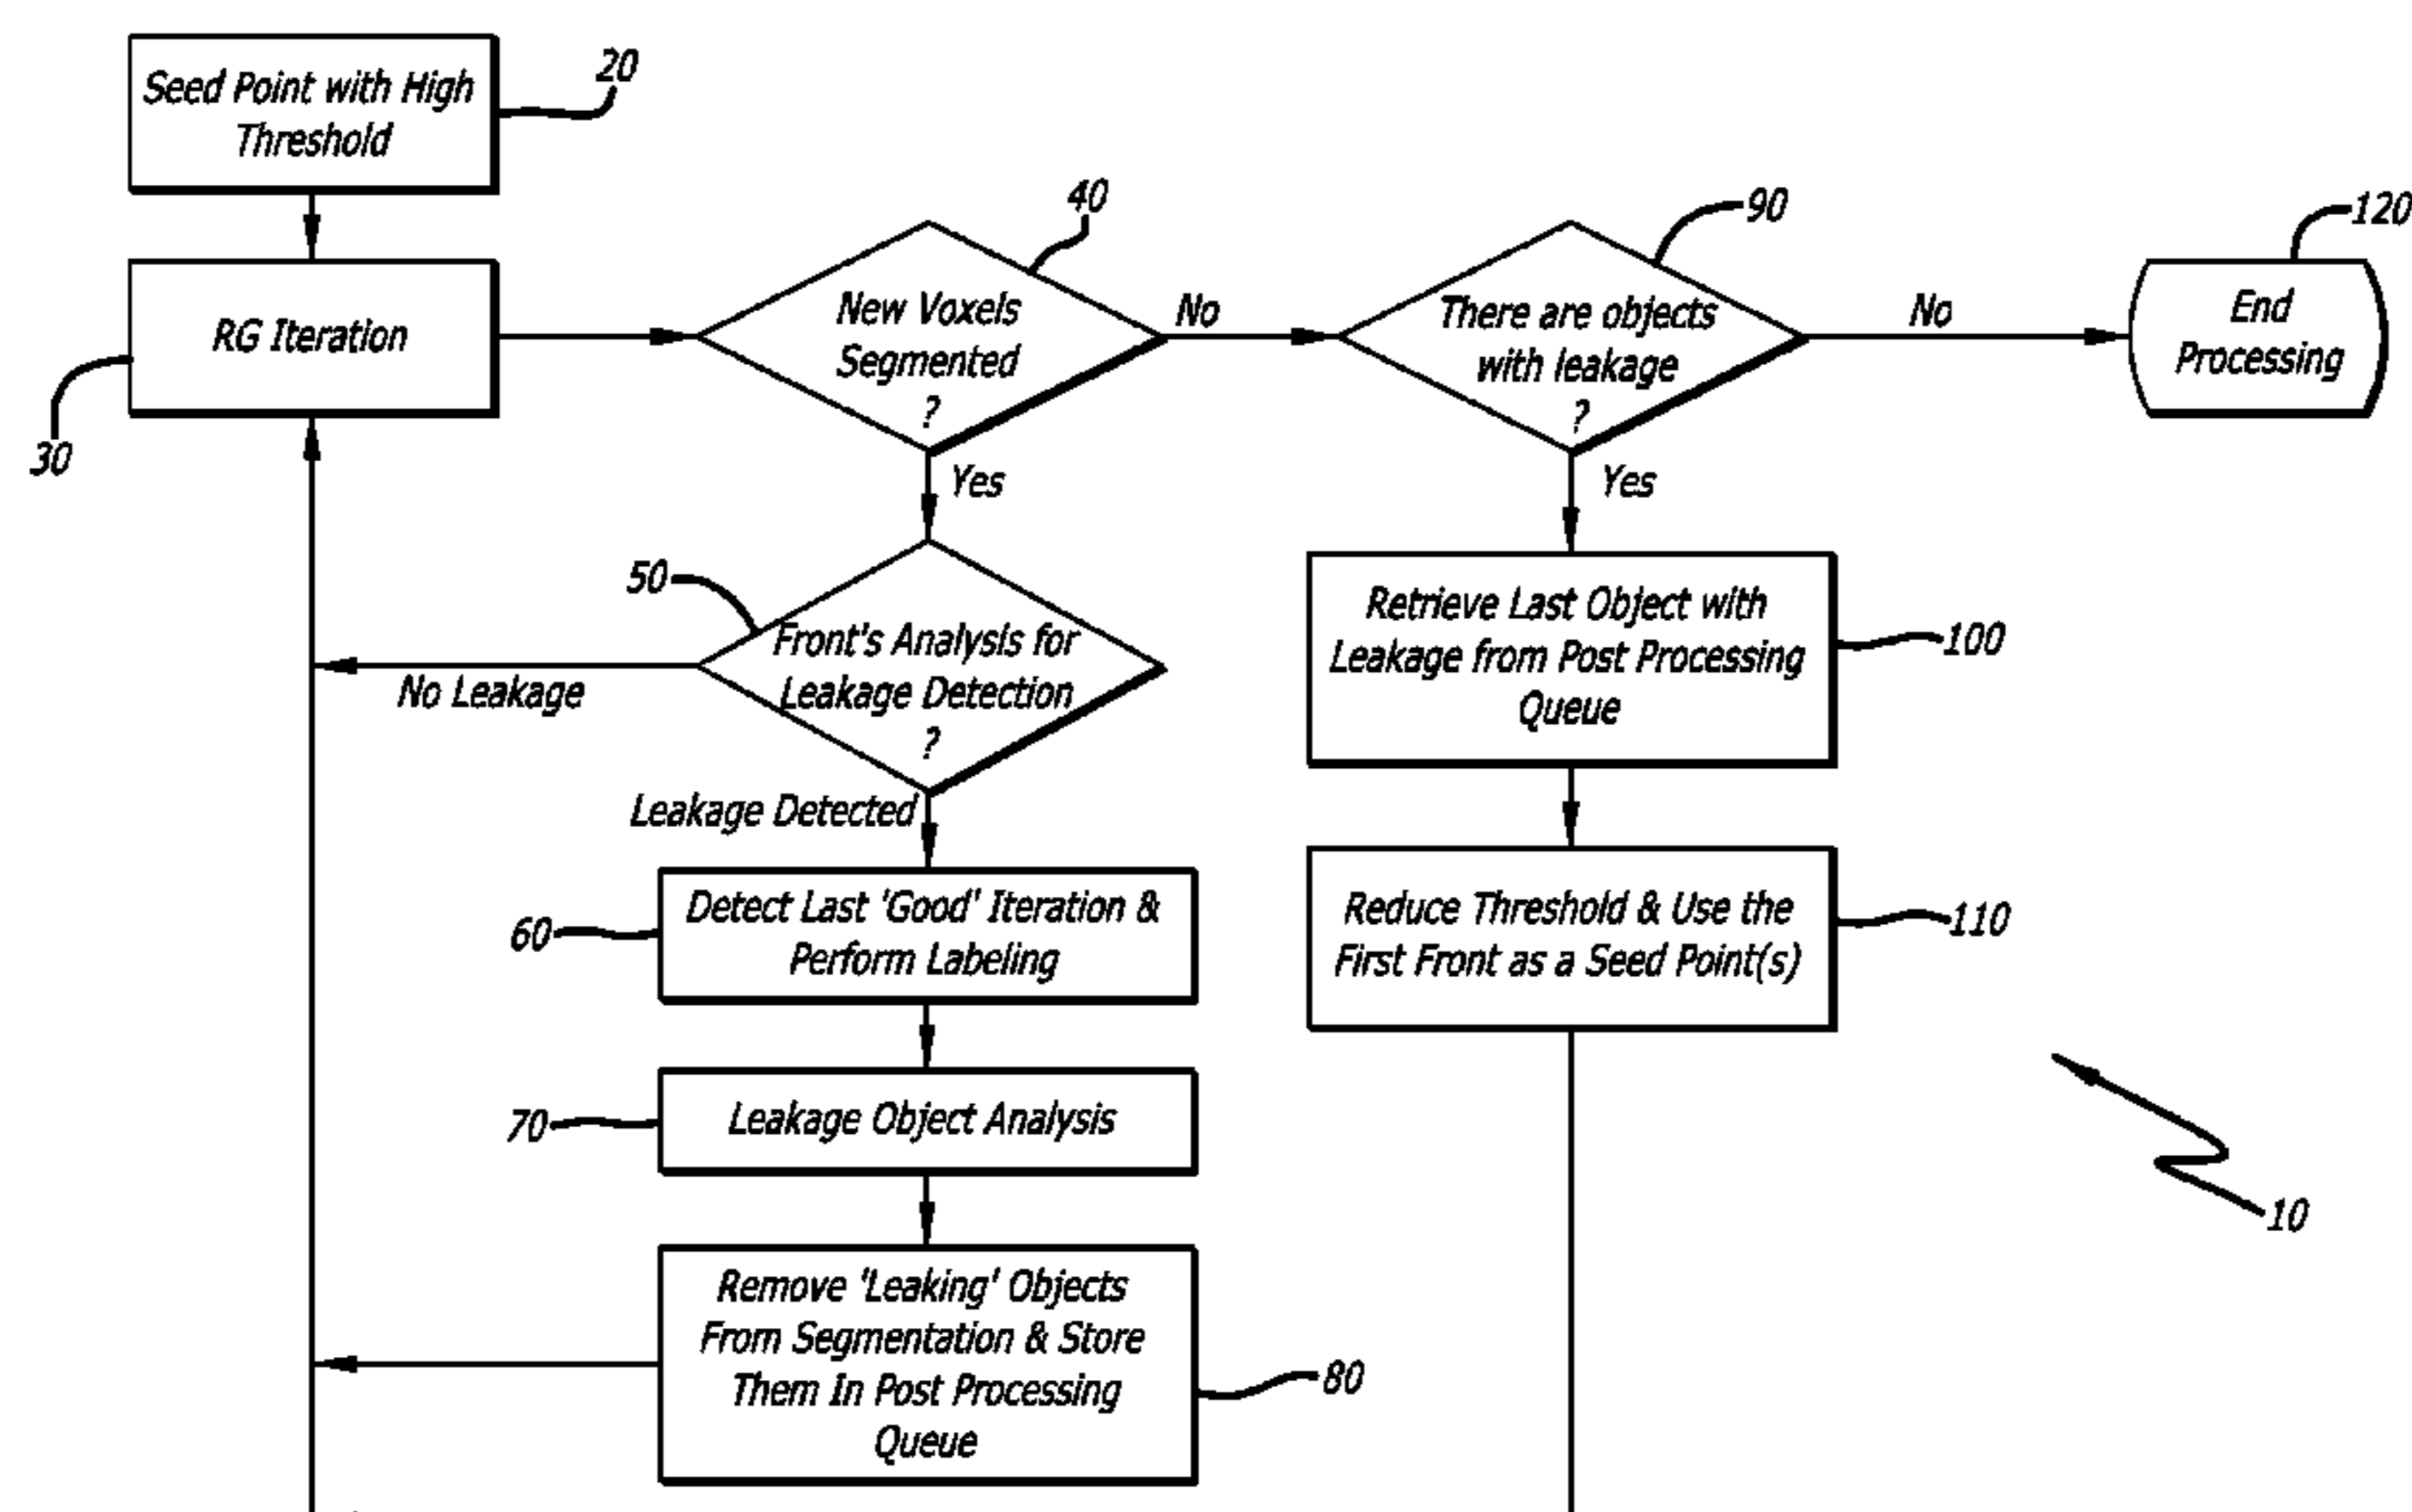 Seed Point with High
Threshold
20
RG Iteration
30
New Voxels
Segmented
?
40
No
Yes
There are objects
with leakage
?
90
No
Yes
End
Processing
120
Front's Analysis for
Leakage Detection
?
50
No Leakage
Leakage Detected
Detect Last 'Good' Iteration &
Perform Labeling
60
Leakage Object Analysis
70
Remove 'Leaking' Objects
From Segmentation & Store
Them In Post Processing
Queue
80
Retrieve Last Object with
Leakage from Post Processing
Queue
100
Reduce Threshold & Use the
First Front as a Seed Point(s)
110
10